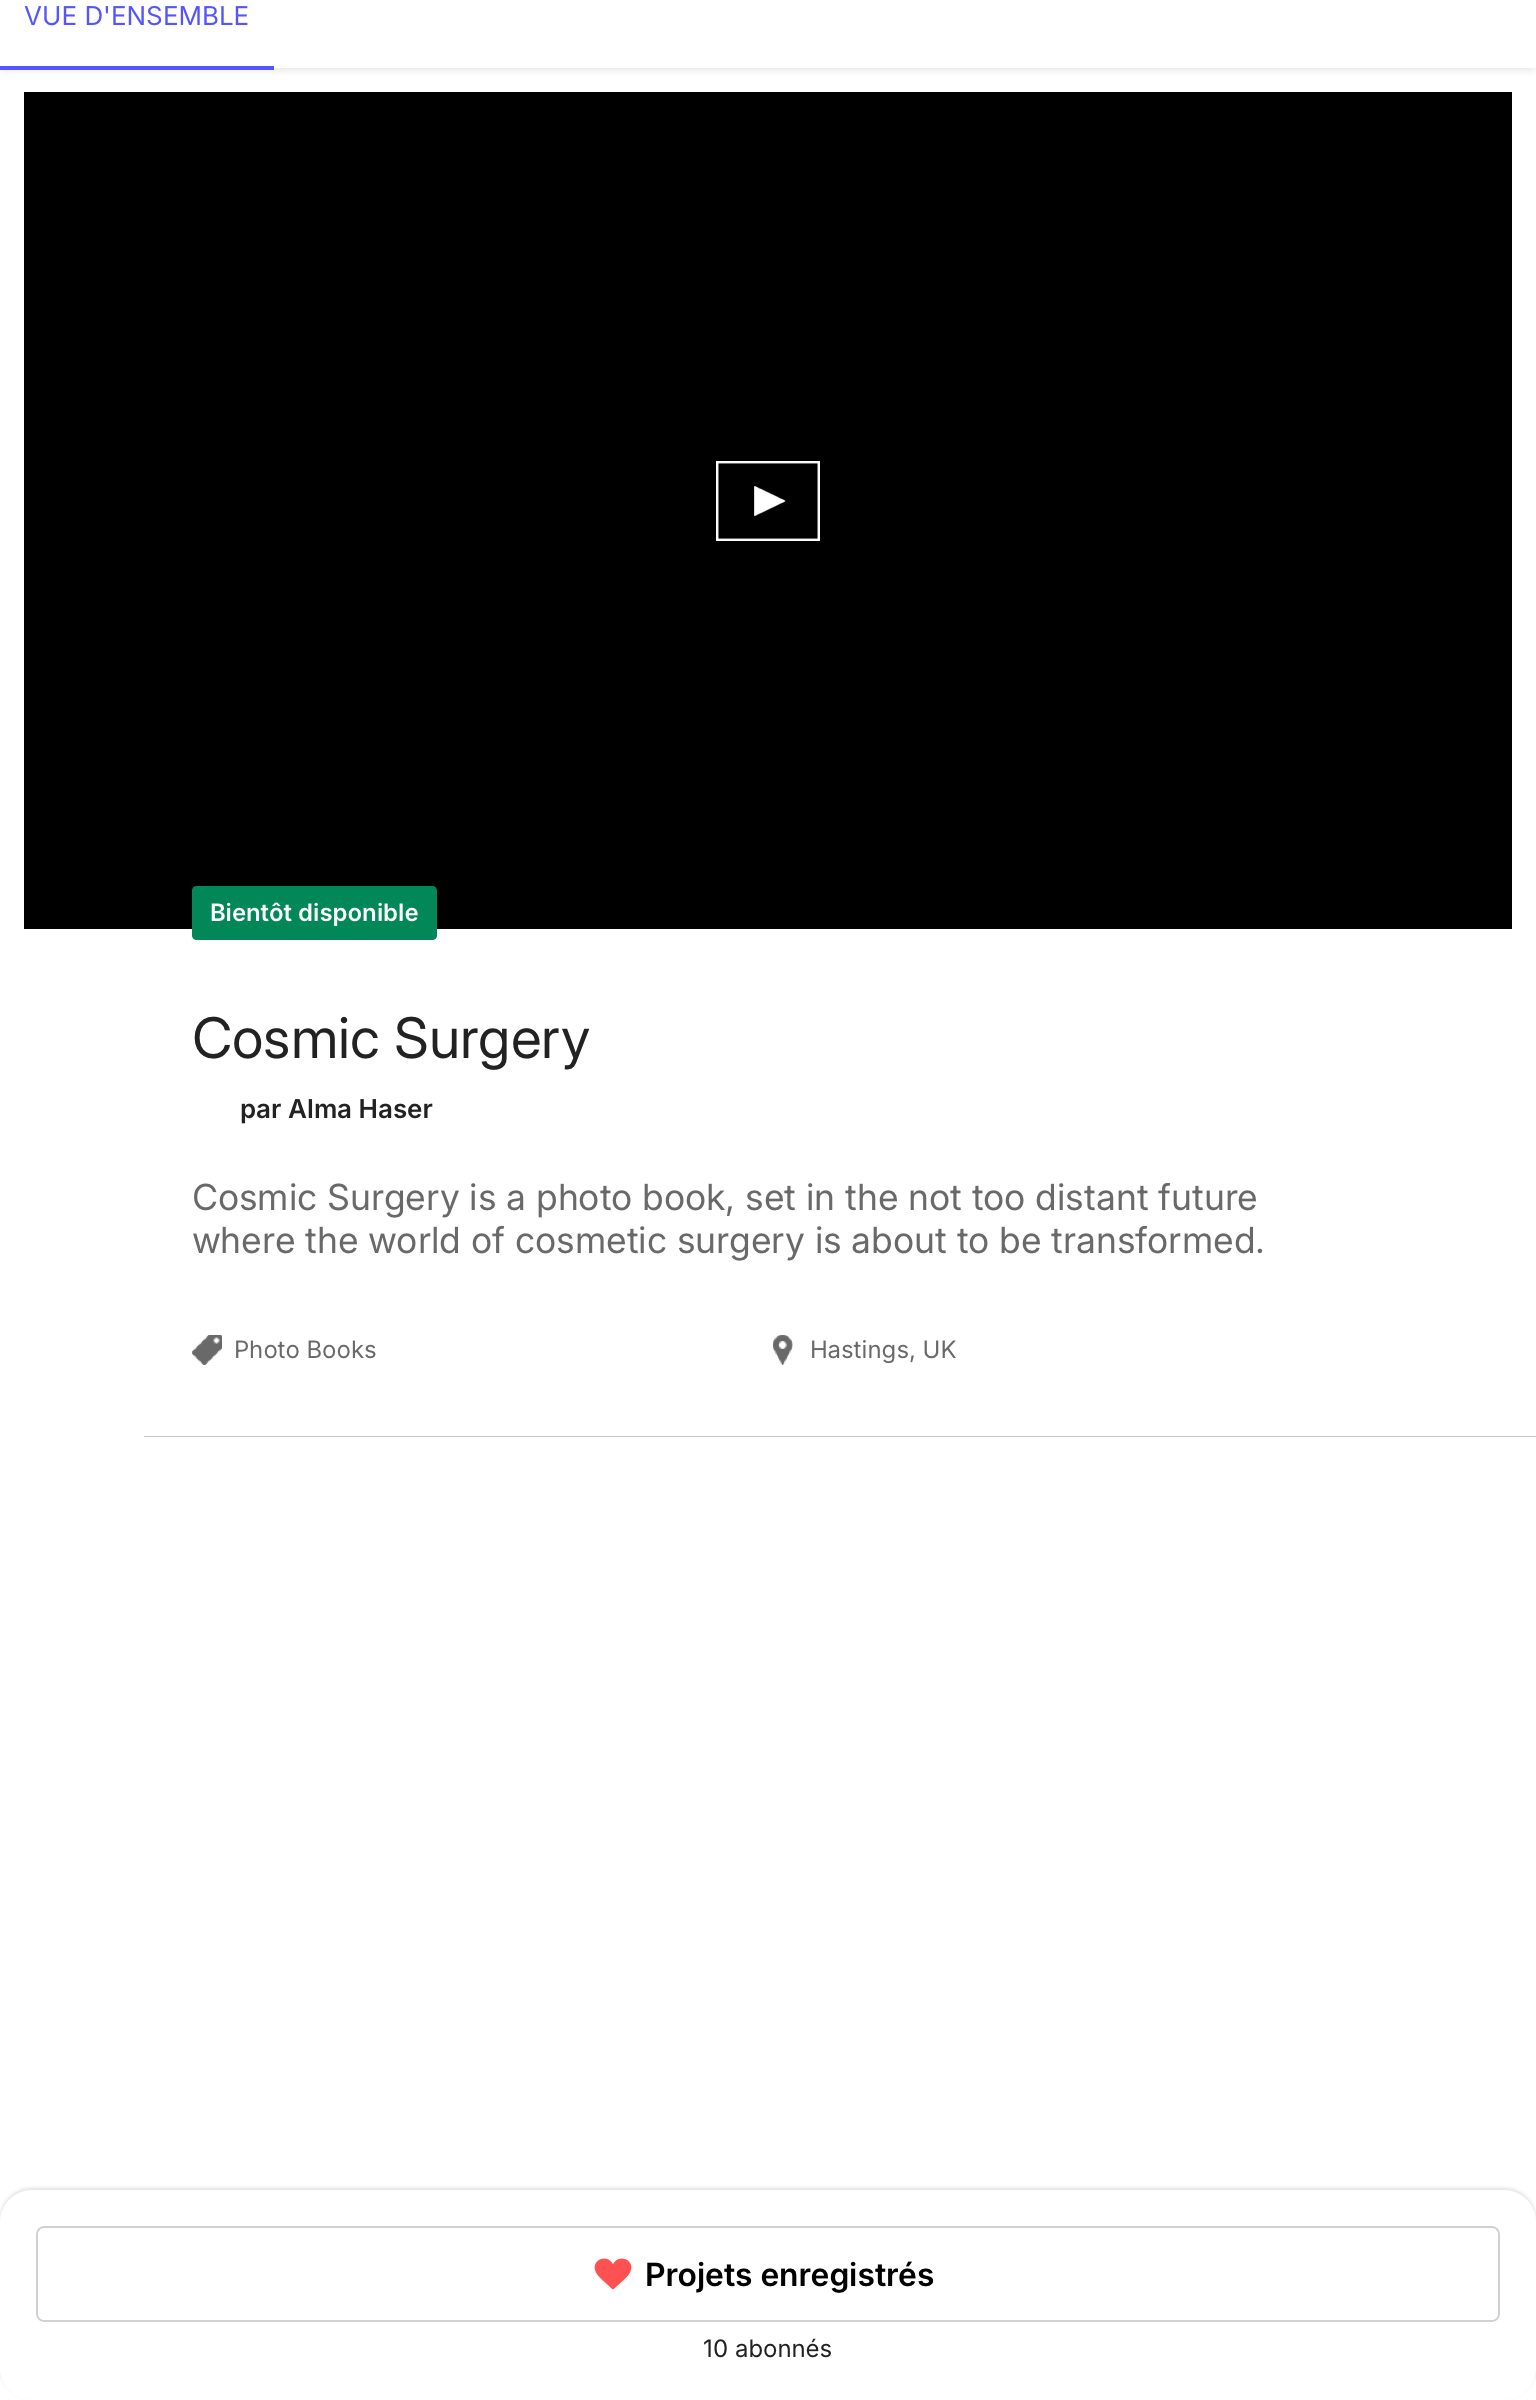 VUE D'ENSEMBLE
Bientôt disponible
Cosmic Surgery
par Alma Haser
Cosmic Surgery is a photo book, set in the not too distant future
where the world of cosmetic surgery is about to be transformed.
Photo Books
Hastings, UK
Projets enregistrés
10 abonnés